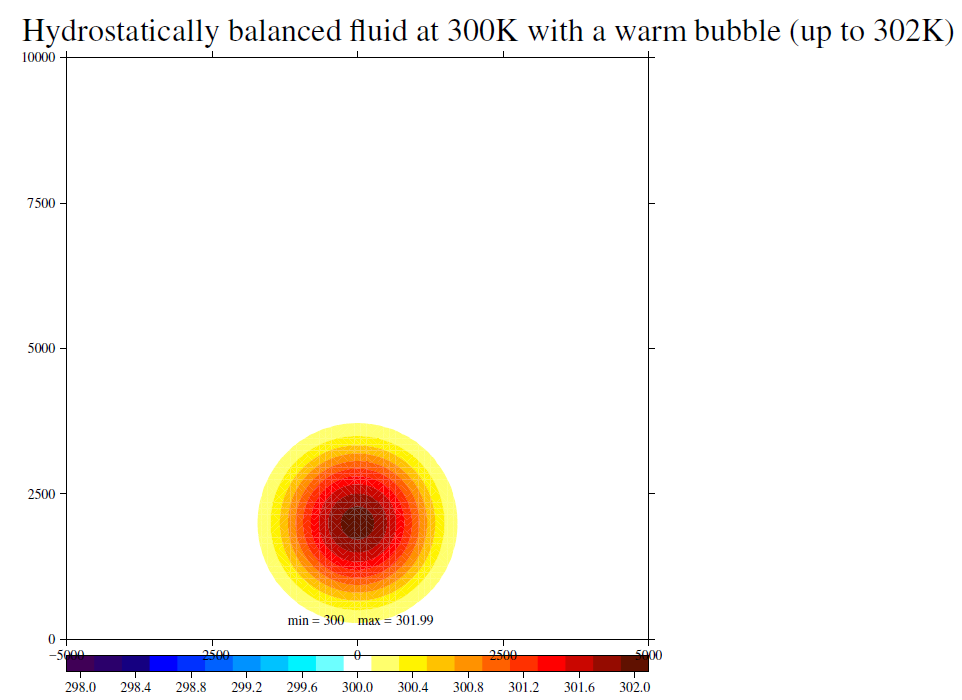 Hydrostatically balanced fluid at 300K with a warm bubble (up to 302K)
10000
7500
5000
2500
0
min = 300 max = 301.99
−5000 2500 0 2500 5000
298.0 298.4 298.8 299.2 299.6 300.0 300.4 300.8 301.2 301.6 302.0